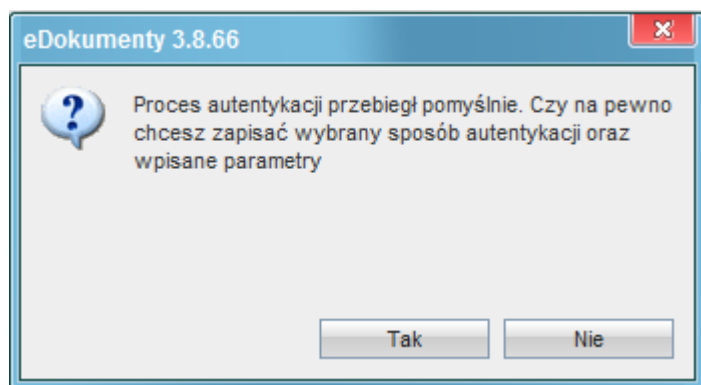 eDokumenty 3.8.66
Proces autentykacji przebiegł pomyślnie. Czy na pewno
chcesz zapisać wybrany sposób autentykacji oraz
wpisane parametry
Tak Nie